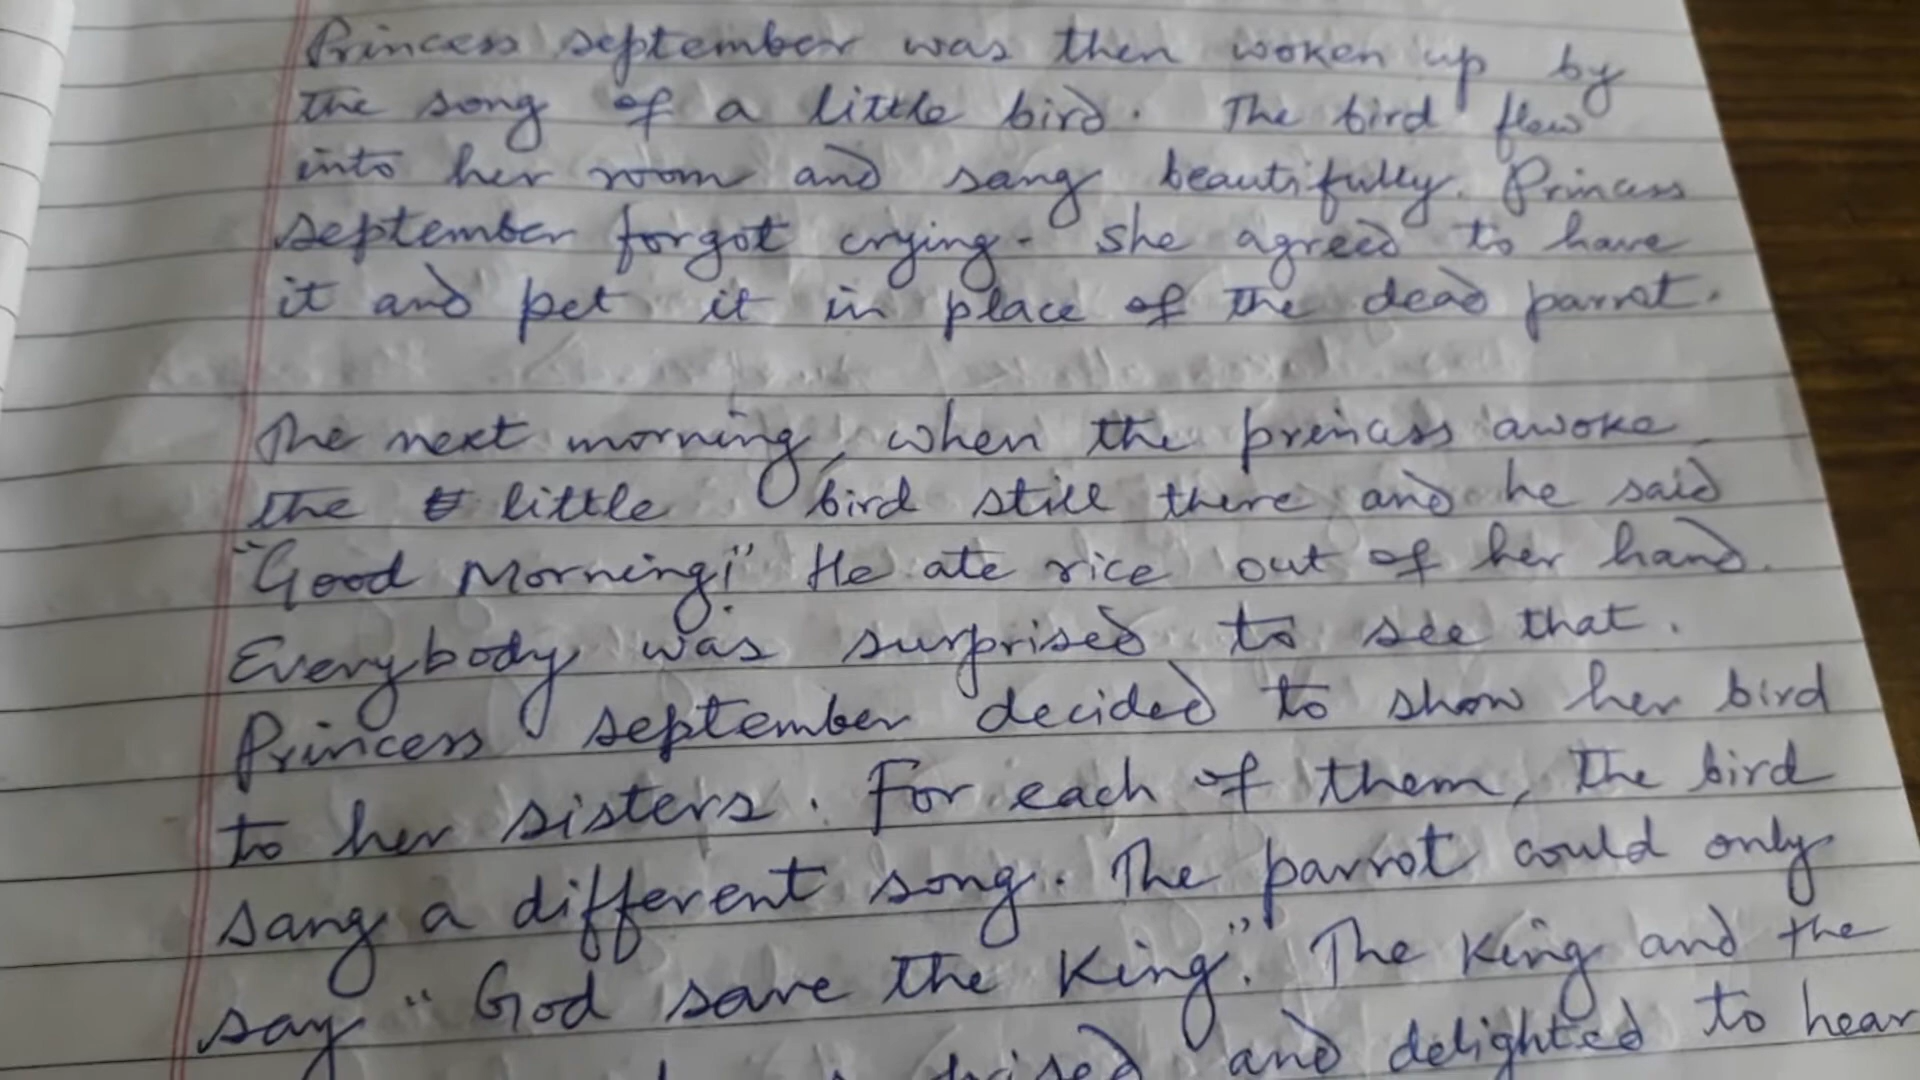 Princess september was then woken up by
the song of a little bird. The bird flew
into her room and sang beautifully. Princess
september forgot crying. She agreed to have
it and pet it in place of the dead parrot.
The next morning, when the princess awoke
the little bird still there and he said
"Good Morning!" He ate rice out of her hand.
Everybody was surprised to see that.
Princess september decided to show her bird
to her sisters. For each of them, the bird
sang a different song. The parrot could only
say "God save the King". The King and the
and delighted to hear